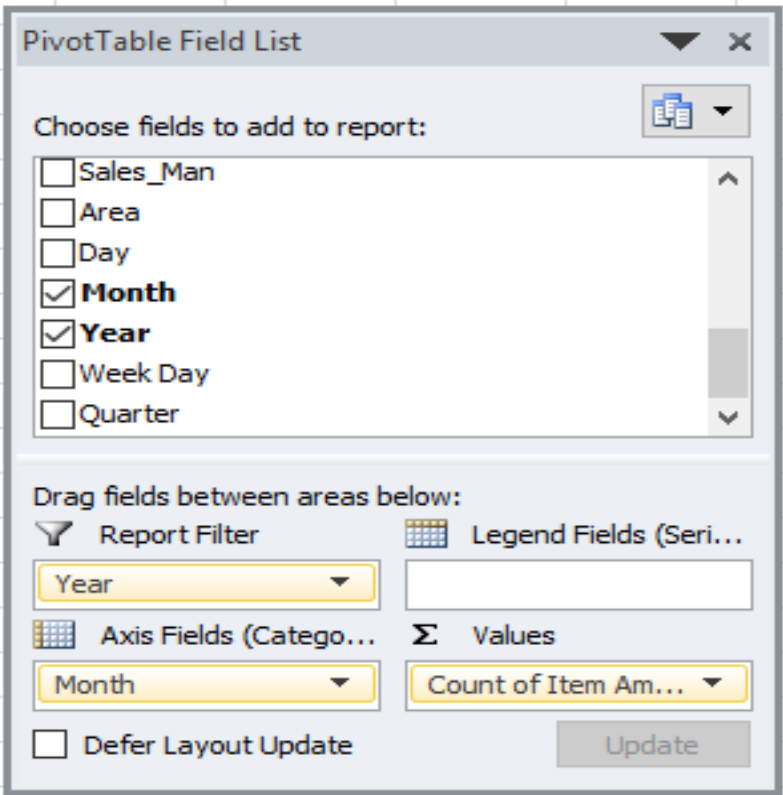 PivotTable Field List
Choose fields to add to report:
Sales_Man
Area
Day
Month
Year
Week Day
Quarter
Drag fields between areas below:
Report Filter
Legend Fields (Seri...
Year
Axis Fields (Catego...
Σ Values
Month
Count of Item Am...
Defer Layout Update
Update